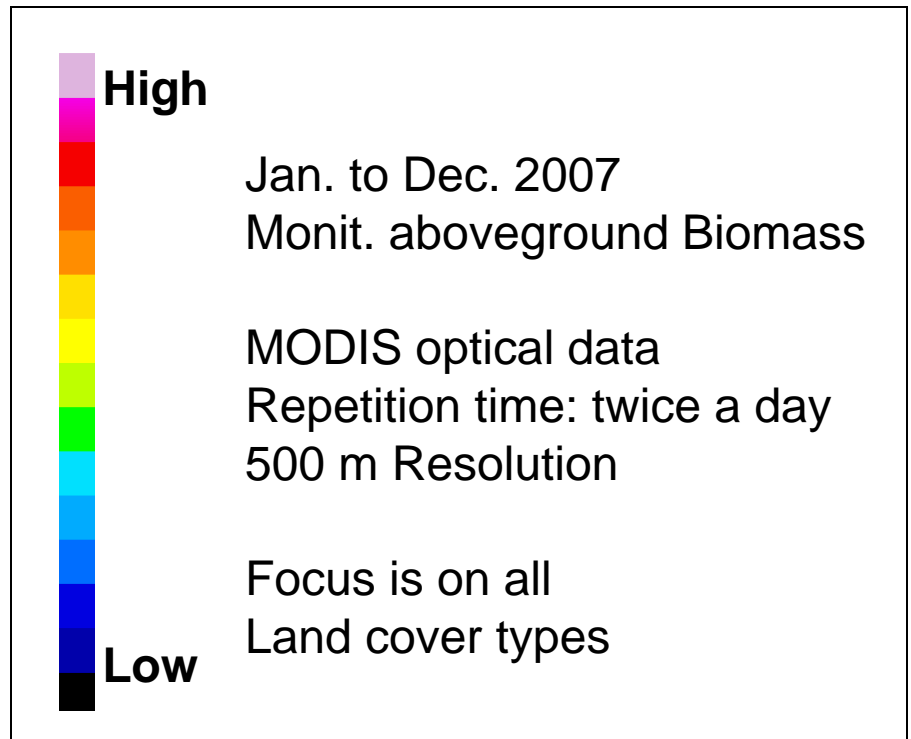 High
Jan. to Dec. 2007
Monit. aboveground Biomass
MODIS optical data
Repetition time: twice a day
500 m Resolution
Focus is on all
Land cover types
Low